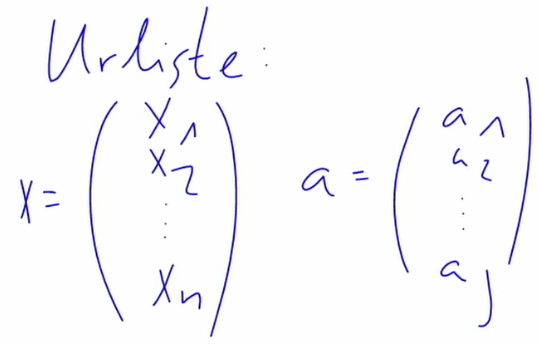 Urliste:
x = ( x₁ x₂ ⋮ xₙ ) a = ( a₁ a₂ ⋮ aⱼ )